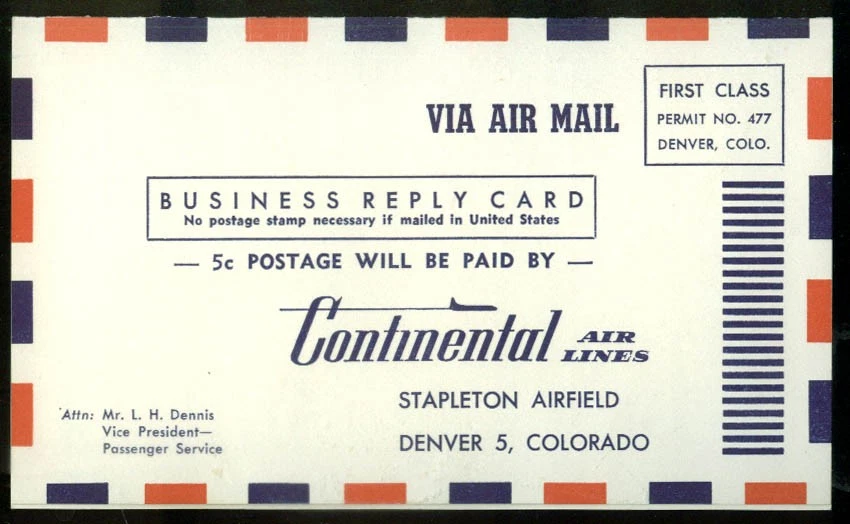 FIRST CLASS
PERMIT NO. 477
DENVER, COLO.
VIA AIR MAIL
BUSINESS REPLY CARD
No postage stamp necessary if mailed in United States
— 5c POSTAGE WILL BE PAID BY —
Continental AIR LINES
STAPLETON AIRFIELD
DENVER 5, COLORADO
Attn: Mr. L. H. Dennis
Vice President—
Passenger Service